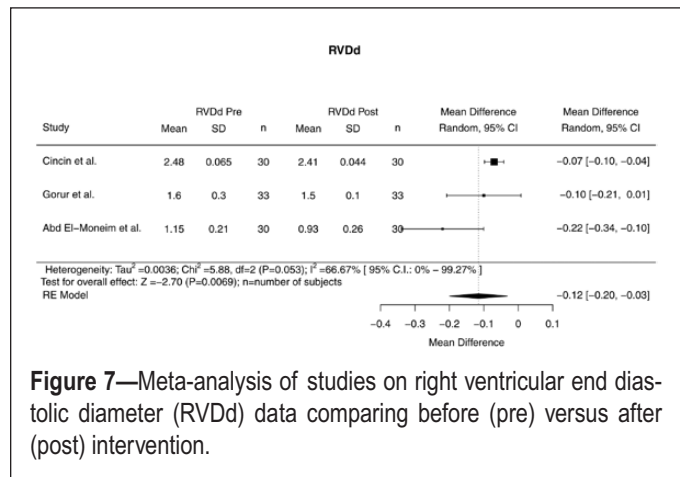 RVDd
RVDd Pre RVDd Post Mean Difference Mean Difference
Study Mean SD n Mean SD n Random, 95% CI Random, 95% CI
Cincin et al. 2.48 0.065 30 2.41 0.044 30 −0.07 [−0.10, −0.04]
Gorur et al. 1.6 0.3 33 1.5 0.1 33 −0.10 [−0.21, 0.01]
Abd El−Moneim et al. 1.15 0.21 30 0.93 0.26 30 −0.22 [−0.34, −0.10]
Heterogeneity: Tau² =0.0036; Chi² =5.88, df=2 (P=0.053); I² =66.67% [ 95% C.I.: 0% − 99.27% ]
Test for overall effect: Z =−2.70 (P=0.0069); n=number of subjects
RE Model −0.12 [−0.20, −0.03]
−0.4 −0.3 −0.2 −0.1 0 0.1
Mean Difference
Figure 7—Meta-analysis of studies on right ventricular end dias-
tolic diameter (RVDd) data comparing before (pre) versus after
(post) intervention.